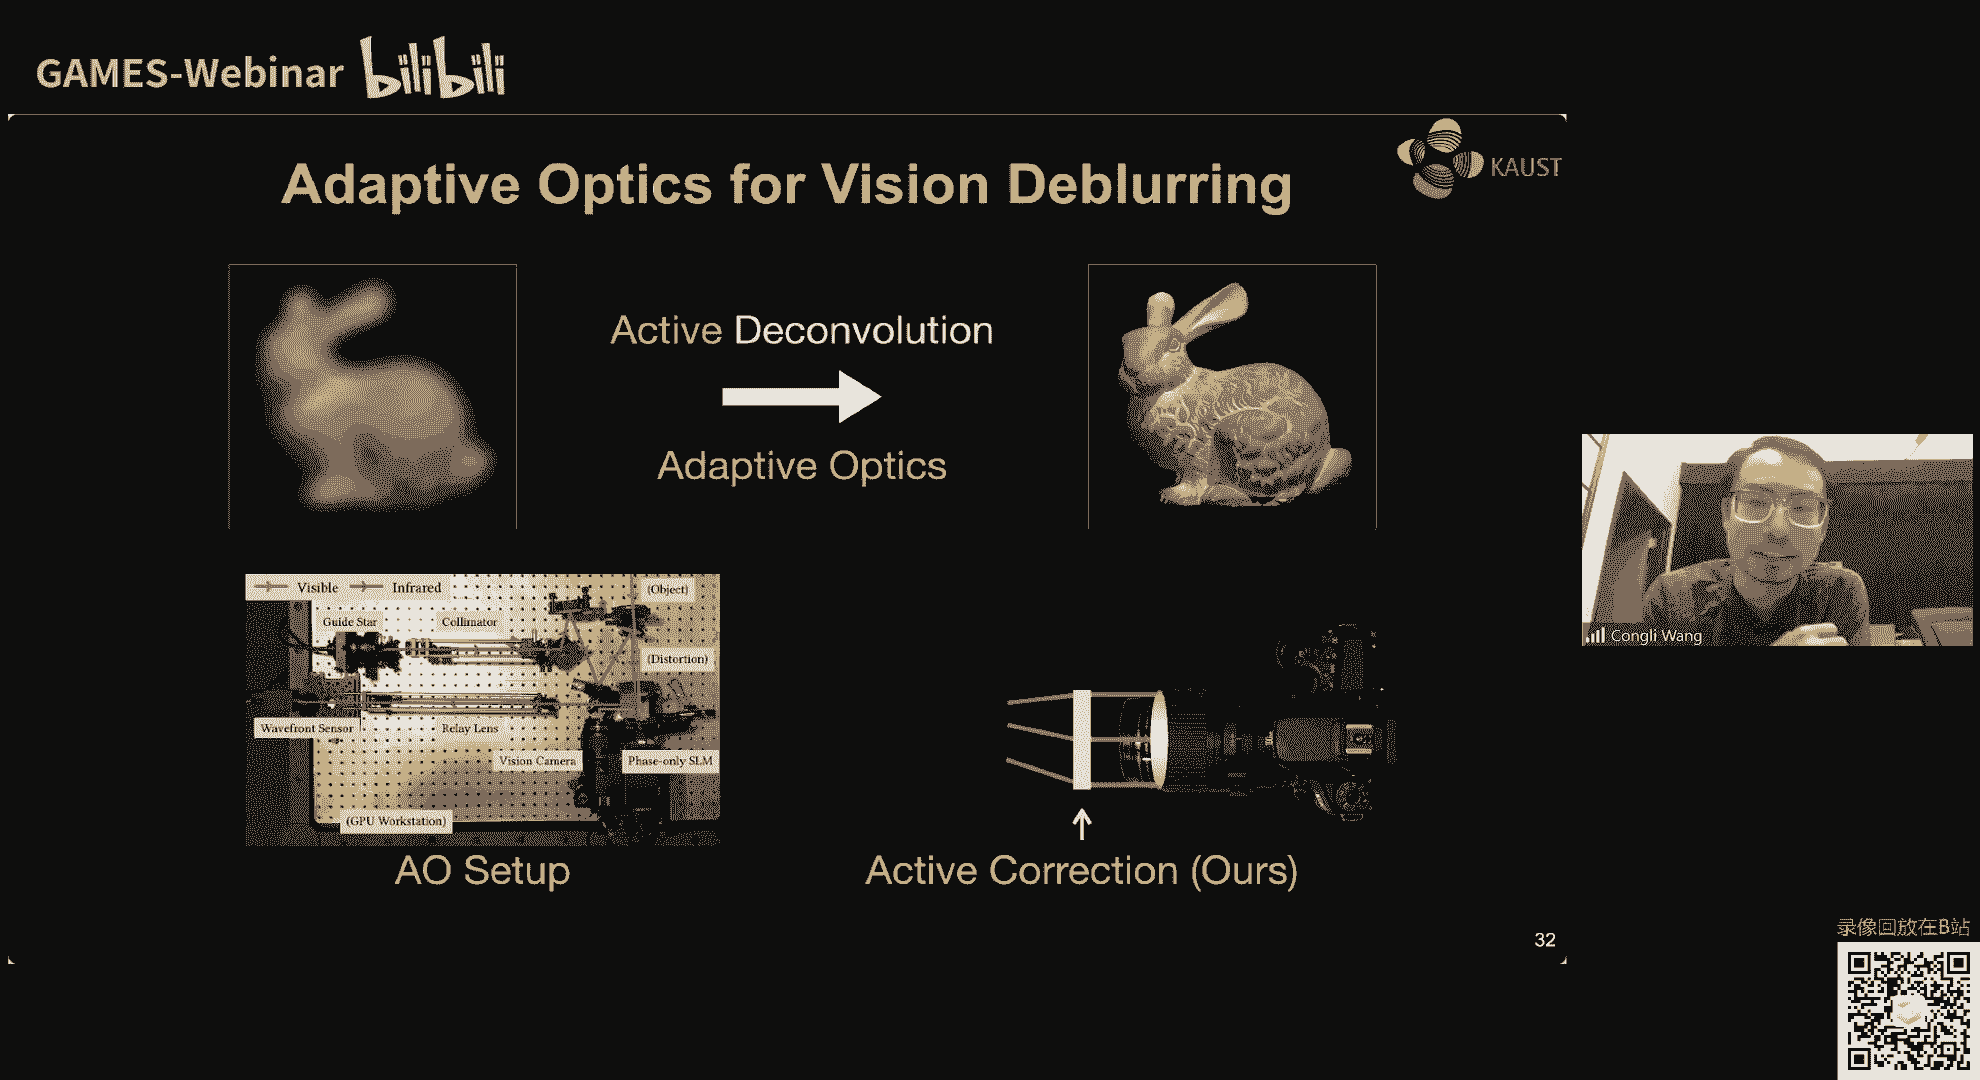 GAMES-Webinar bilibili
KAUST
Adaptive Optics for Vision Deblurring
Active Deconvolution
Adaptive Optics
Visible Infrared (Object)
Guide Star Collimator
(Distortion)
Wavefront Sensor Relay Lens
Vision Camera Phase-only SLM
(GPU Workstation)
AO Setup
Active Correction (Ours)
32
Congli Wang
录像回放在B站